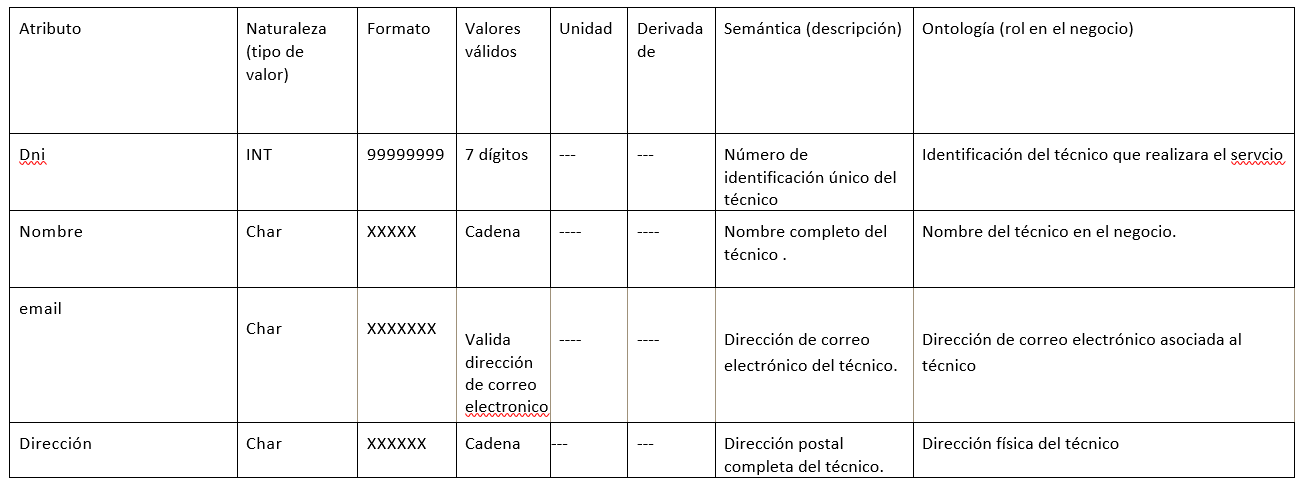 Atributo
Naturaleza
(tipo de
valor)
Formato
Valores
válidos
Unidad
Derivada
de
Semántica (descripción)
Ontología (rol en el negocio)
Dni
INT
99999999
7 dígitos
---
---
Número de
identificación único del
técnico
Identificación del técnico que realizara el servcio
Nombre
Char
XXXXX
Cadena
----
----
Nombre completo del
técnico .
Nombre del técnico en el negocio.
email
Char
XXXXXXX
Valida
dirección
de correo
electronico
----
----
Dirección de correo
electrónico del técnico.
Dirección de correo electrónico asociada al
técnico
Dirección
Char
XXXXXX
Cadena
---
---
Dirección postal
completa del técnico.
Dirección física del técnico